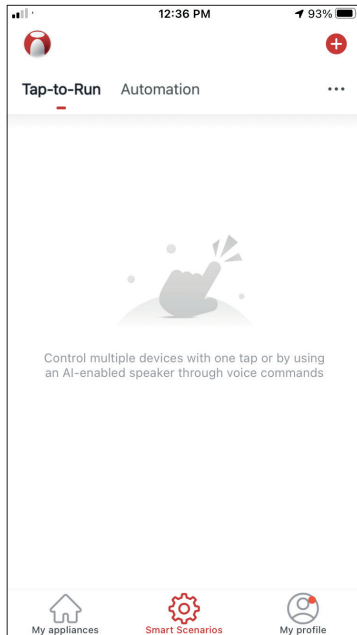 12:36 PM
93%
Tap-to-Run Automation
Control multiple devices with one tap or by using
an AI-enabled speaker through voice commands
My appliances Smart Scenarios My profile